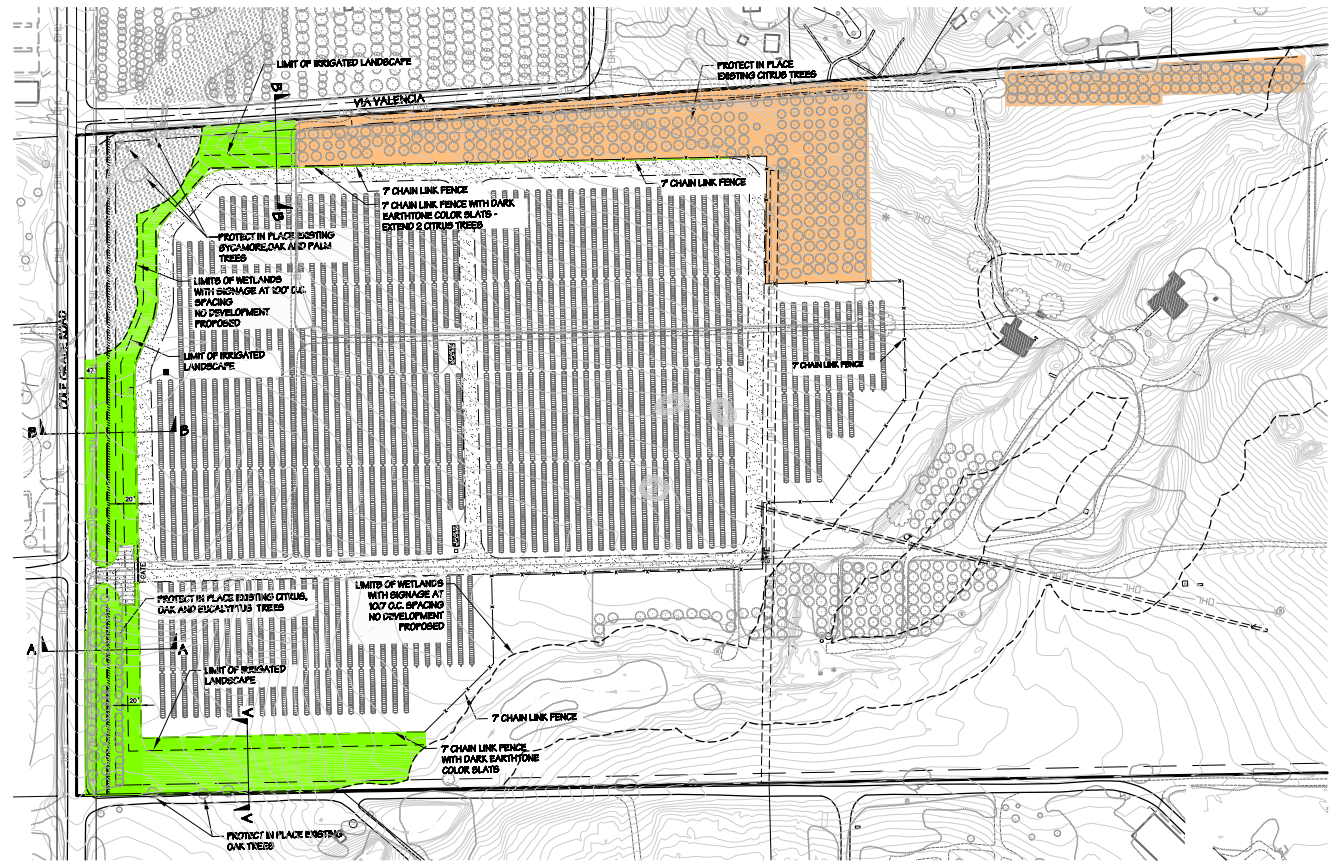 LIMIT OF IRRIGATED LANDSCAPE
PROTECT IN PLACE
EXISTING CITRUS TREES
B
VIA VALENCIA
7' CHAIN LINK FENCE
7' CHAIN LINK FENCE
7' CHAIN LINK FENCE WITH DARK
EARTHTONE COLOR SLATS -
EXTEND 2 CITRUS TREES
B
PROTECT IN PLACE EXISTING
SYCAMORE, OAK AND PALM
TREES
OHL
LIMITS OF WETLANDS
WITH SIGNAGE AT 100' O.C.
SPACING
NO DEVELOPMENT
PROPOSED
COLE GRADE ROAD
LIMIT OF IRRIGATED
LANDSCAPE
7' CHAIN LINK FENCE
B
B
20'
GATE
PROTECT IN PLACE EXISTING CITRUS,
OAK AND EUCALYPTUS TREES
LIMITS OF WETLANDS
WITH SIGNAGE AT
100' O.C. SPACING
NO DEVELOPMENT
PROPOSED
OHL
OHL
A
A
LIMIT OF IRRIGATED
LANDSCAPE
20'
A
7' CHAIN LINK FENCE
7' CHAIN LINK FENCE
WITH DARK EARTHTONE
COLOR SLATS
A
PROTECT IN PLACE EXISTING
OAK TREES